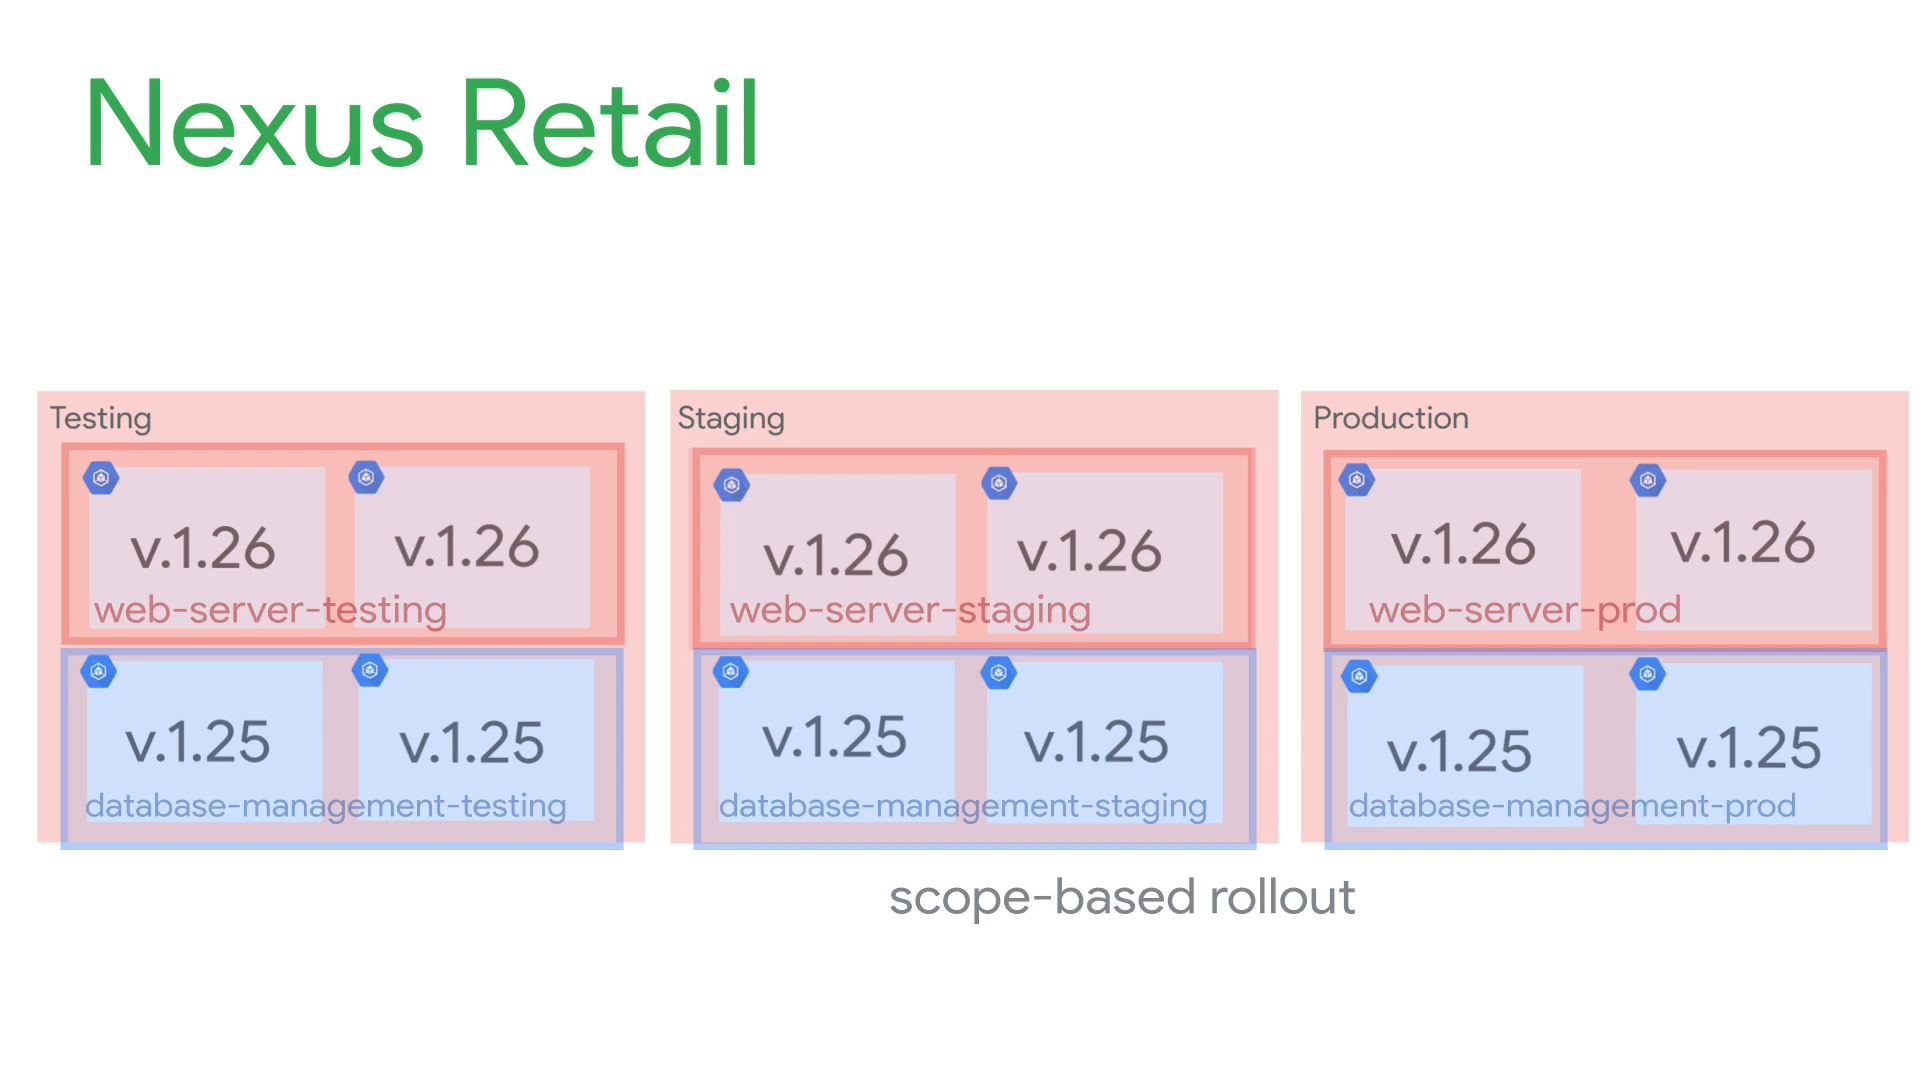 Nexus Retail
Testing
v.1.26 v.1.26
web-server-testing
v.1.25 v.1.25
database-management-testing
Staging
v.1.26 v.1.26
web-server-staging
v.1.25 v.1.25
database-management-staging
Production
v.1.26 v.1.26
web-server-prod
v.1.25 v.1.25
database-management-prod
scope-based rollout